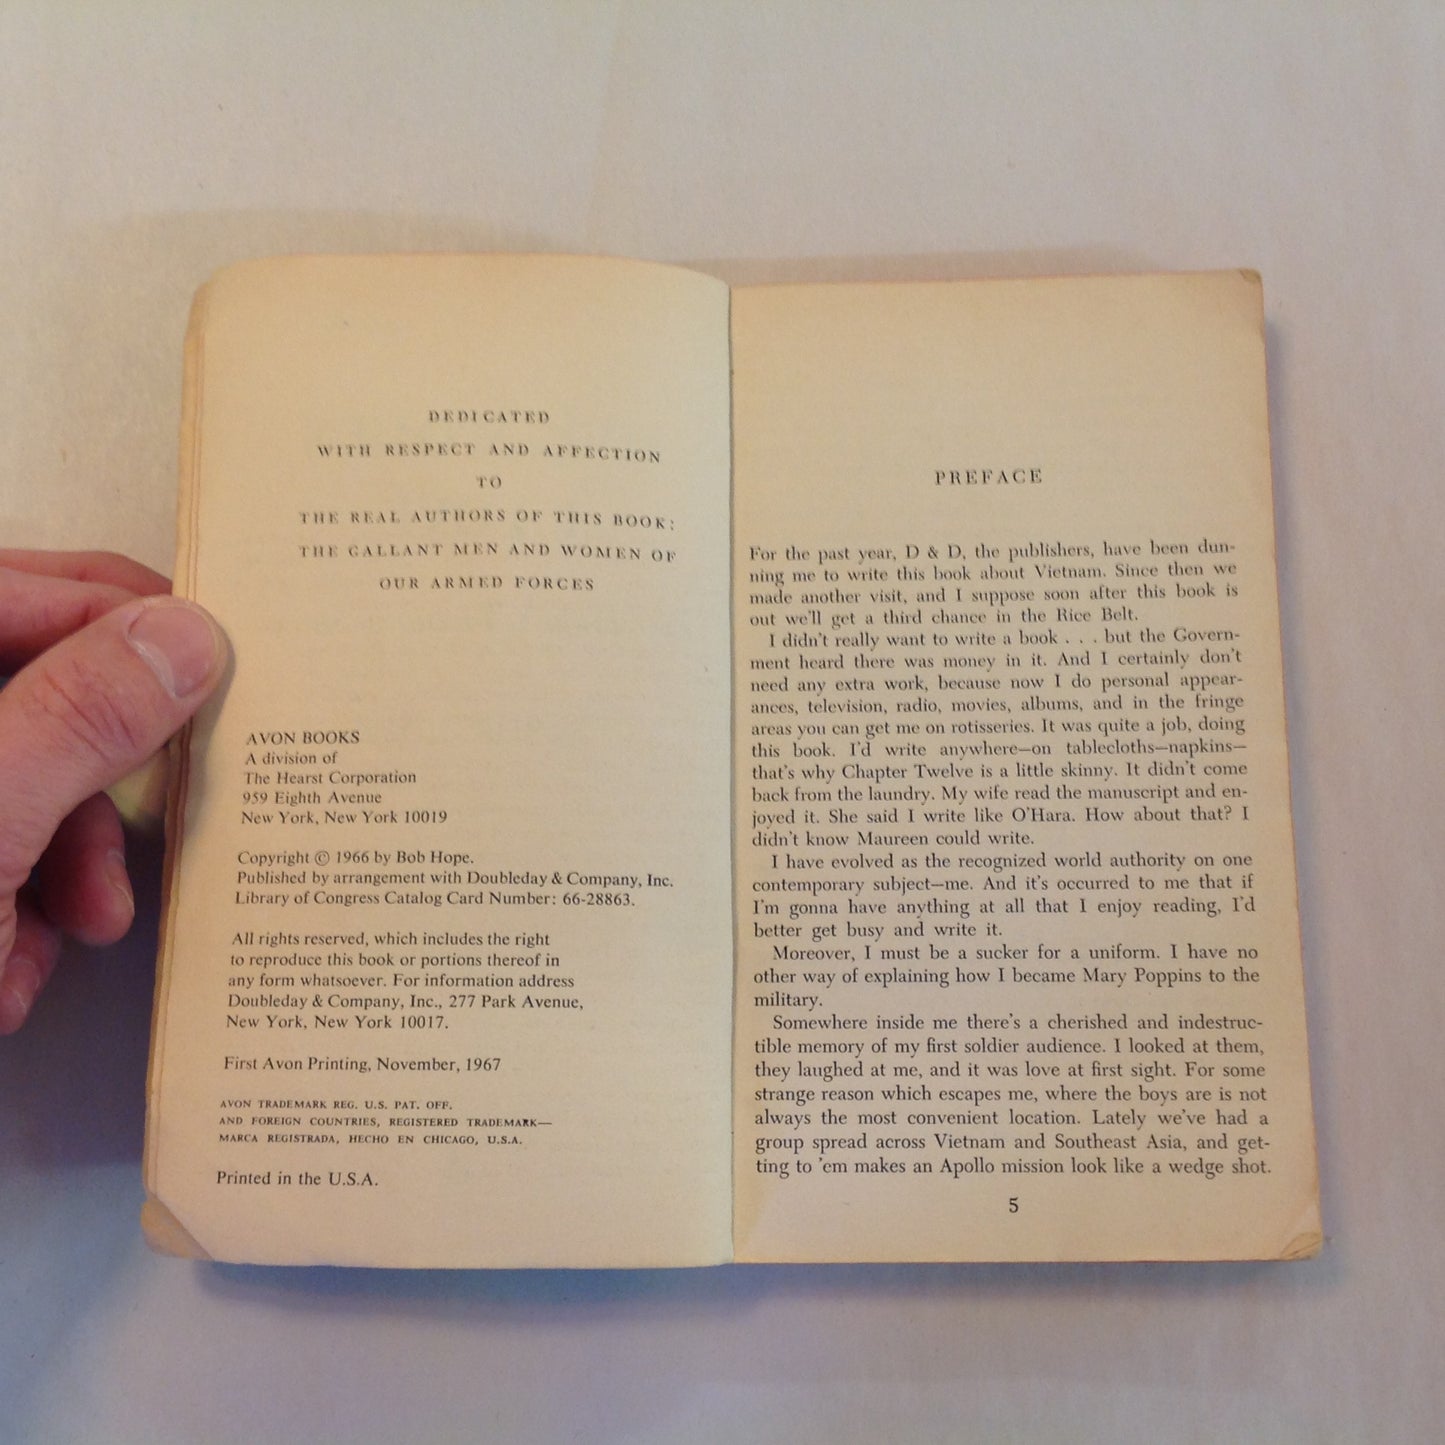 DEDICATED
WITH RESPECT AND AFFECTION
TO
THE REAL AUTHORS OF THIS BOOK:
THE GALLANT MEN AND WOMEN OF
OUR ARMED FORCES
AVON BOOKS
A division of
The Hearst Corporation
959 Eighth Avenue
New York, New York 10019
Copyright © 1966 by Bob Hope.
Published by arrangement with Doubleday & Company, Inc.
Library of Congress Catalog Card Number: 66-28863.
All rights reserved, which includes the right
to reproduce this book or portions thereof in
any form whatsoever. For information address
Doubleday & Company, Inc., 277 Park Avenue,
New York, New York 10017.
First Avon Printing, November, 1967
AVON TRADEMARK REG. U.S. PAT. OFF.
AND FOREIGN COUNTRIES, REGISTERED TRADEMARK—
MARCA REGISTRADA, HECHO EN CHICAGO, U.S.A.
Printed in the U.S.A.
PREFACE
For the past year, D & D, the publishers, have been dun-
ning me to write this book about Vietnam. Since then we
made another visit, and I suppose soon after this book is
out we'll get a third chance in the Rice Belt.
I didn't really want to write a book . . . but the Govern-
ment heard there was money in it. And I certainly don't
need any extra work, because now I do personal appear-
ances, television, radio, movies, albums, and in the fringe
areas you can get me on rotisseries. It was quite a job, doing
this book. I'd write anywhere—on tablecloths—napkins—
that's why Chapter Twelve is a little skinny. It didn't come
back from the laundry. My wife read the manuscript and en-
joyed it. She said I write like O'Hara. How about that? I
didn't know Maureen could write.
I have evolved as the recognized world authority on one
contemporary subject—me. And it's occurred to me that if
I'm gonna have anything at all that I enjoy reading, I'd
better get busy and write it.
Moreover, I must be a sucker for a uniform. I have no
other way of explaining how I became Mary Poppins to the
military.
Somewhere inside me there's a cherished and indestruc-
tible memory of my first soldier audience. I looked at them,
they laughed at me, and it was love at first sight. For some
strange reason which escapes me, where the boys are is not
always the most convenient location. Lately we've had a
group spread across Vietnam and Southeast Asia, and get-
ting to 'em makes an Apollo mission look like a wedge shot.
5